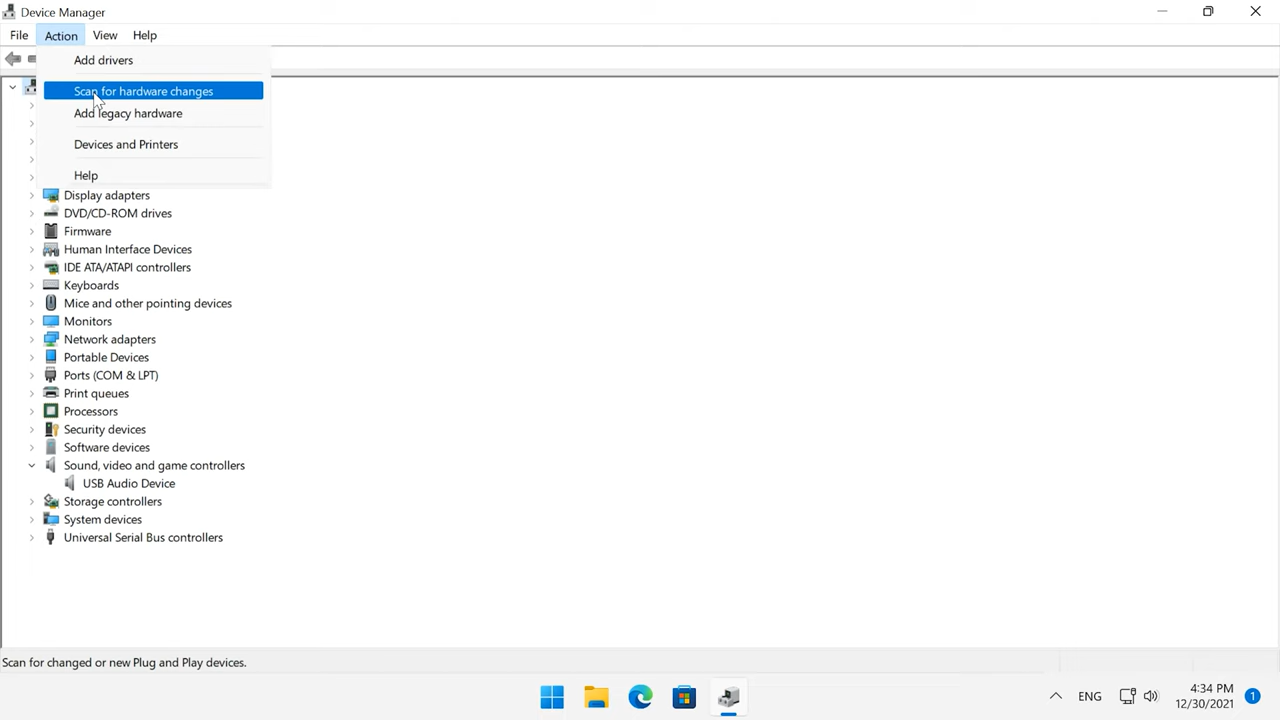 Device Manager
File Action View Help
Add drivers
Scan for hardware changes
Add legacy hardware
Devices and Printers
Help
Display adapters
DVD/CD-ROM drives
Firmware
Human Interface Devices
IDE ATA/ATAPI controllers
Keyboards
Mice and other pointing devices
Monitors
Network adapters
Portable Devices
Ports (COM & LPT)
Print queues
Processors
Security devices
Software devices
Sound, video and game controllers
USB Audio Device
Storage controllers
System devices
Universal Serial Bus controllers
Scan for changed or new Plug and Play devices.
ENG 4:34 PM 1
12/30/2021